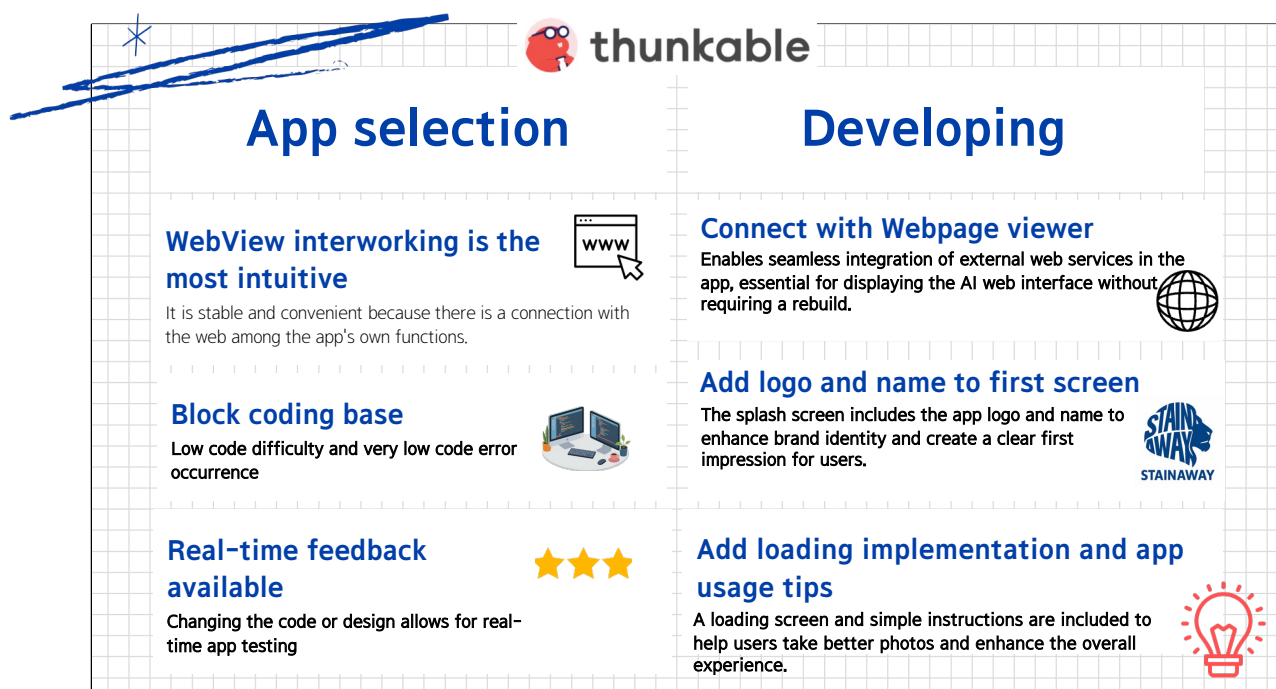 thunkable
App selection
WebView interworking is the
most intuitive
www
It is stable and convenient because there is a connection with
the web among the app's own functions.
Block coding base
Low code difficulty and very low code error
occurrence
Real-time feedback
available
Changing the code or design allows for real-
time app testing
Developing
Connect with Webpage viewer
Enables seamless integration of external web services in the
app, essential for displaying the AI web interface without
requiring a rebuild.
Add logo and name to first screen
The splash screen includes the app logo and name to
enhance brand identity and create a clear first
impression for users.
STAIN
AWAY
STAINAWAY
Add loading implementation and app
usage tips
A loading screen and simple instructions are included to
help users take better photos and enhance the overall
experience.